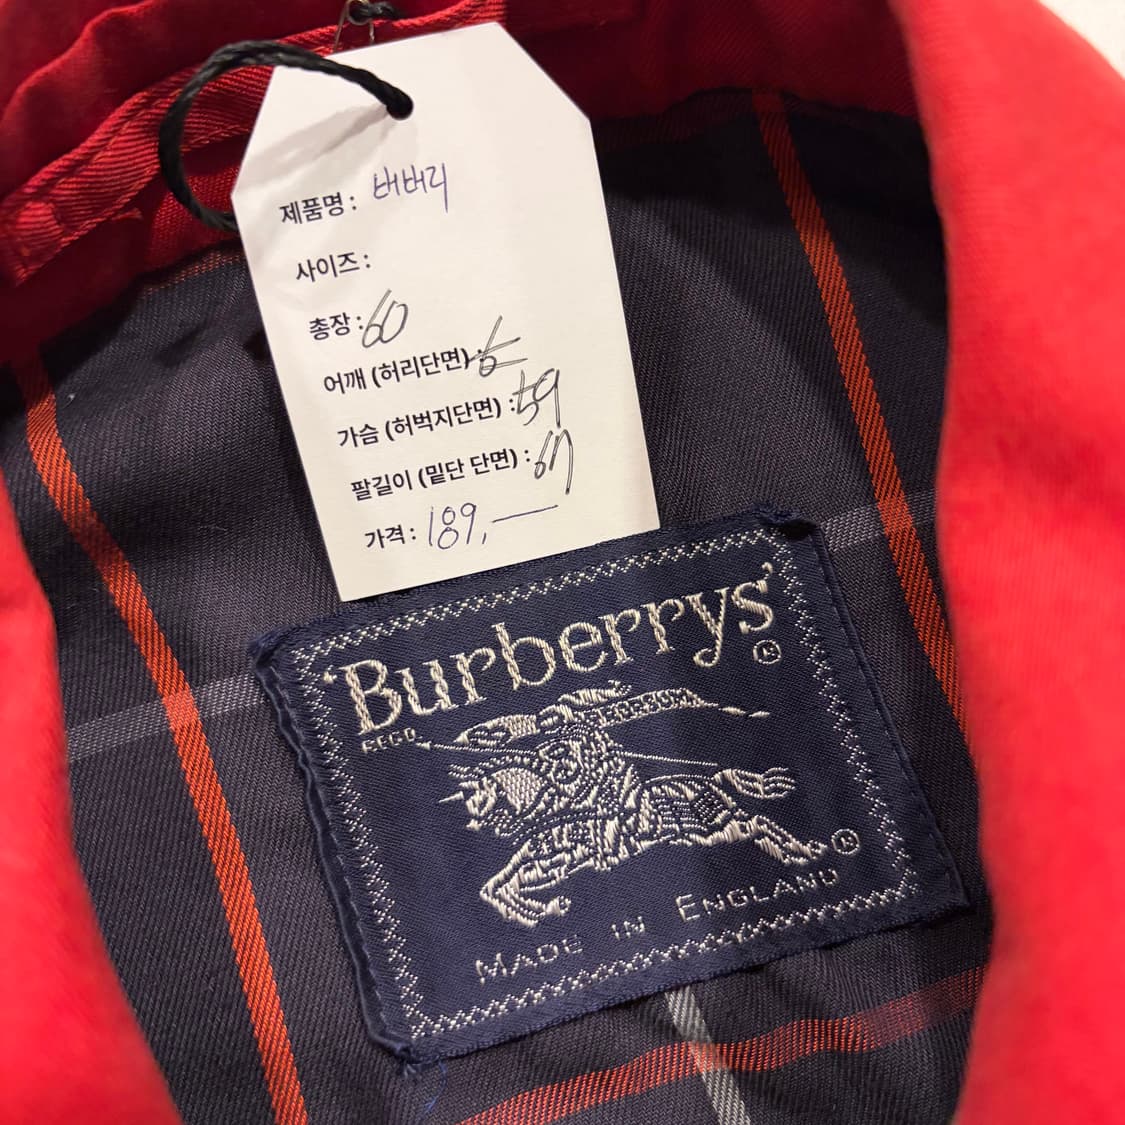 제품명: 버버리
사이즈:
총장: 60
어깨 (허리단면):
가슴 (허벅지단면): 59
팔길이 (밑단 단면): 67
가격: 189,—
'Burberrys'
REGD. PRORSUM ®
®
MADE IN ENGLAND